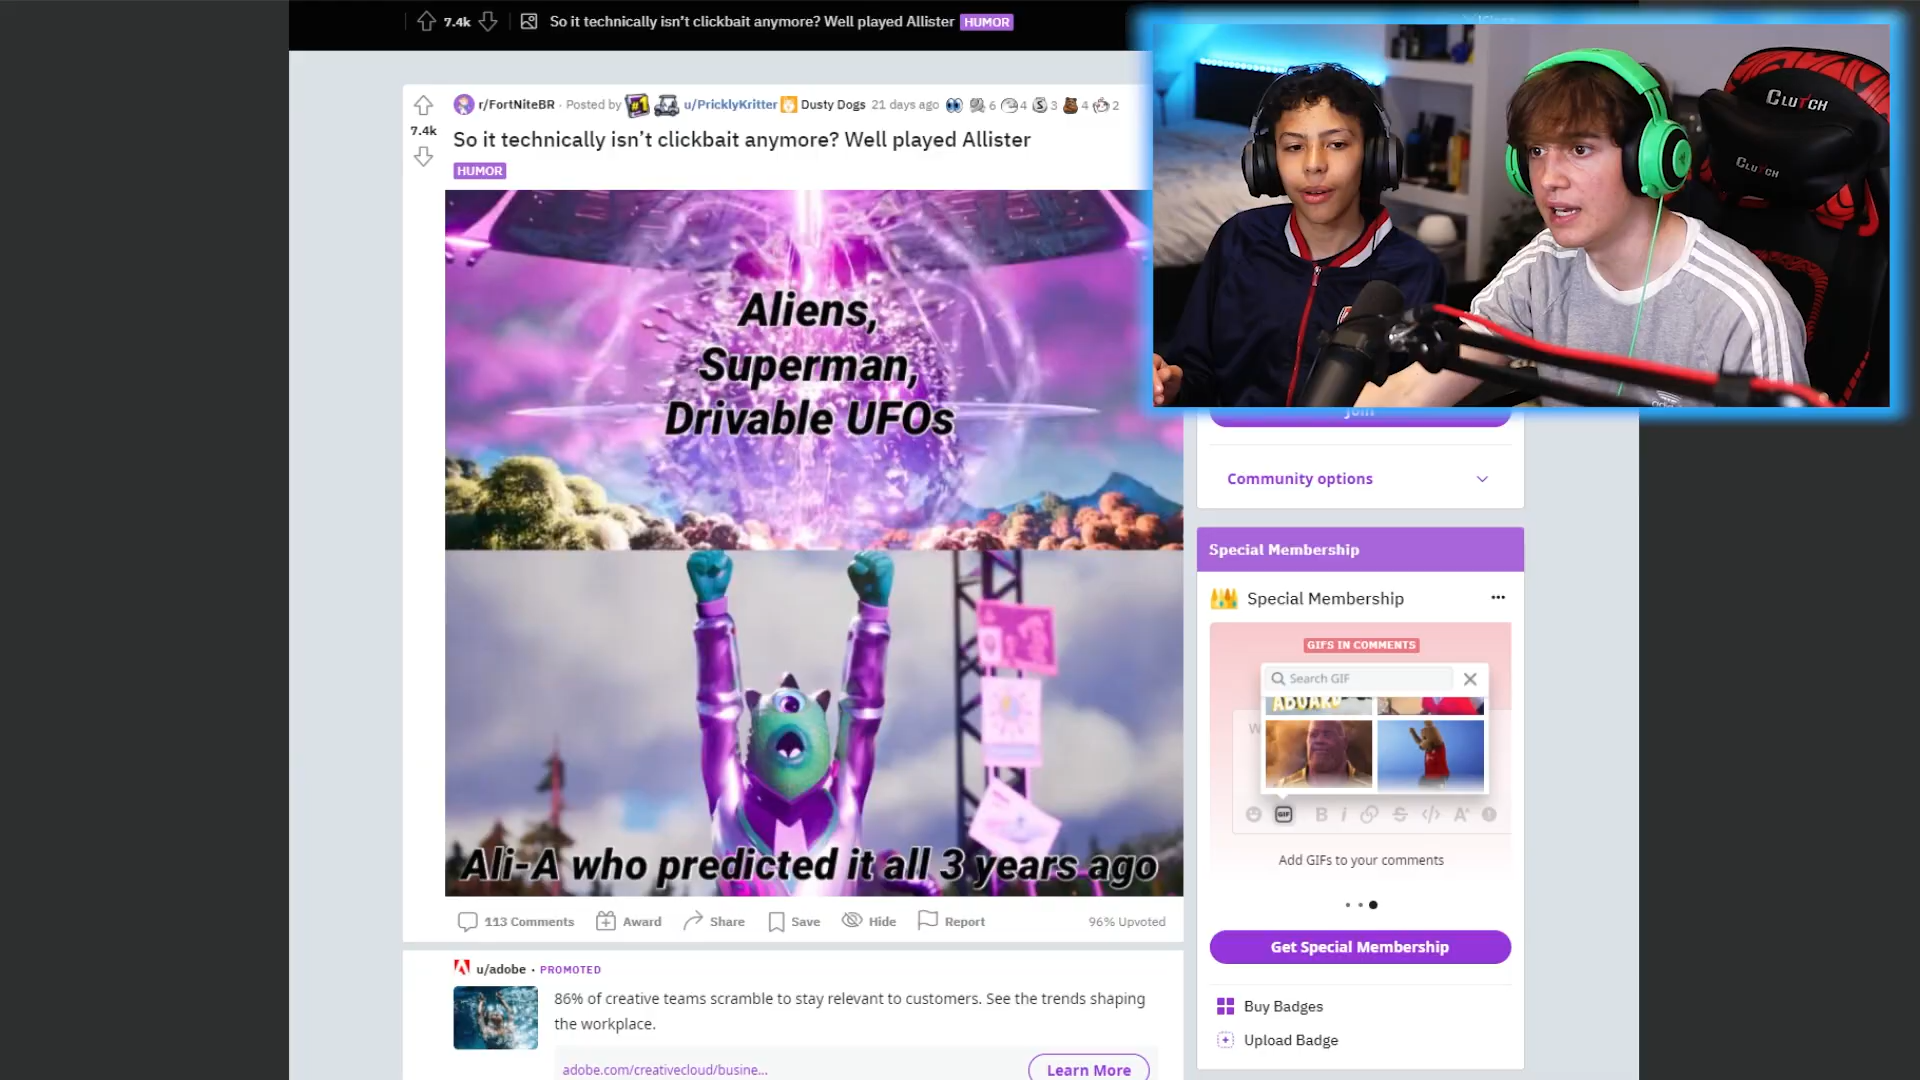 7.4k So it technically isn’t clickbait anymore? Well played Allister HUMOR
r/FortNiteBR · Posted by u/PricklyKritter Dusty Dogs 21 days ago 6 4 3 4 2
7.4k
So it technically isn’t clickbait anymore? Well played Allister
HUMOR
Aliens,
Superman,
Drivable UFOs
Ali-A who predicted it all 3 years ago
113 Comments Award Share Save Hide Report 96% Upvoted
u/adobe · PROMOTED
86% of creative teams scramble to stay relevant to customers. See the trends shaping
the workplace.
adobe.com/creativecloud/busine...
Learn More
CLUTCH
CLUTCH
Join
Community options
Special Membership
Special Membership
GIFS IN COMMENTS
Search GIF
GIF B i S </> A
Add GIFs to your comments
Get Special Membership
Buy Badges
Upload Badge